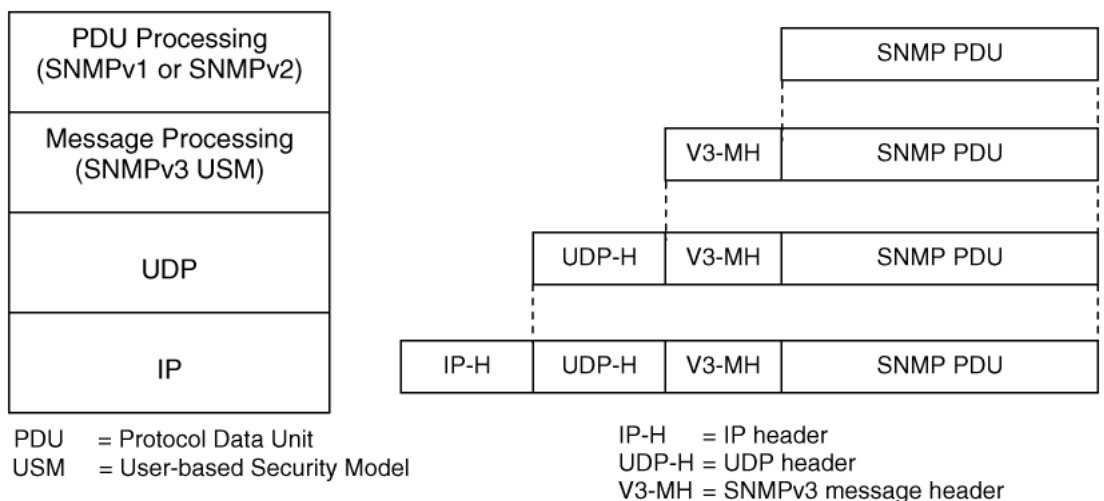 PDU Processing
(SNMPv1 or SNMPv2)
SNMP PDU
Message Processing
(SNMPv3 USM)
V3-MH SNMP PDU
UDP
UDP-H V3-MH SNMP PDU
IP
IP-H UDP-H V3-MH SNMP PDU
PDU = Protocol Data Unit
USM = User-based Security Model
IP-H = IP header
UDP-H = UDP header
V3-MH = SNMPv3 message header